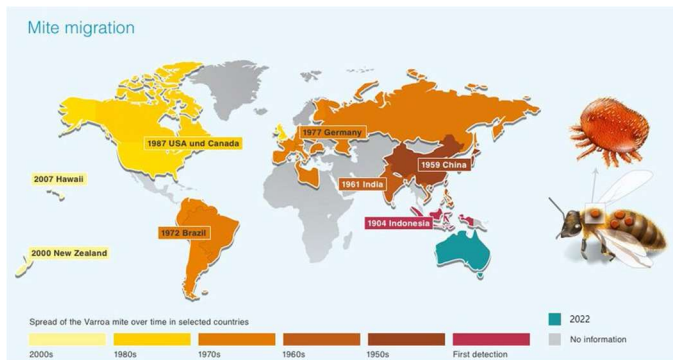 Mite migration
1987 USA und Canada
1977 Germany
1959 China
1961 India
2007 Hawaii
1904 Indonesia
1972 Brazil
2000 New Zealand
Spread of the Varroa mite over time in selected countries
2022
No information
2000s 1980s 1970s 1960s 1950s First detection